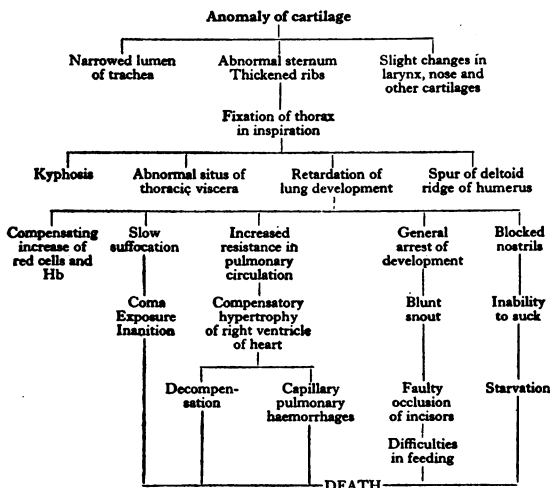 Anomaly of cartilage
Narrowed lumen
of trachea
Abnormal sternum
Thickened ribs
Slight changes in
larynx, nose and
other cartilages
Fixation of thorax
in inspiration
Kyphosis
Abnormal situs of
thoracic viscera
Retardation of
lung development
Spur of deltoid
ridge of humerus
Compensating
increase of
red cells and
Hb
Slow
suffocation
Increased
resistance in
pulmonary
circulation
General
arrest of
development
Blocked
nostrils
Coma
Exposure
Inanition
Compensatory
hypertrophy
of right ventricle
of heart
Blunt
snout
Inability
to suck
Decompen-
sation
Capillary
pulmonary
haemorrhages
Faulty
occlusion
of incisors
Starvation
Difficulties
in feeding
DEATH